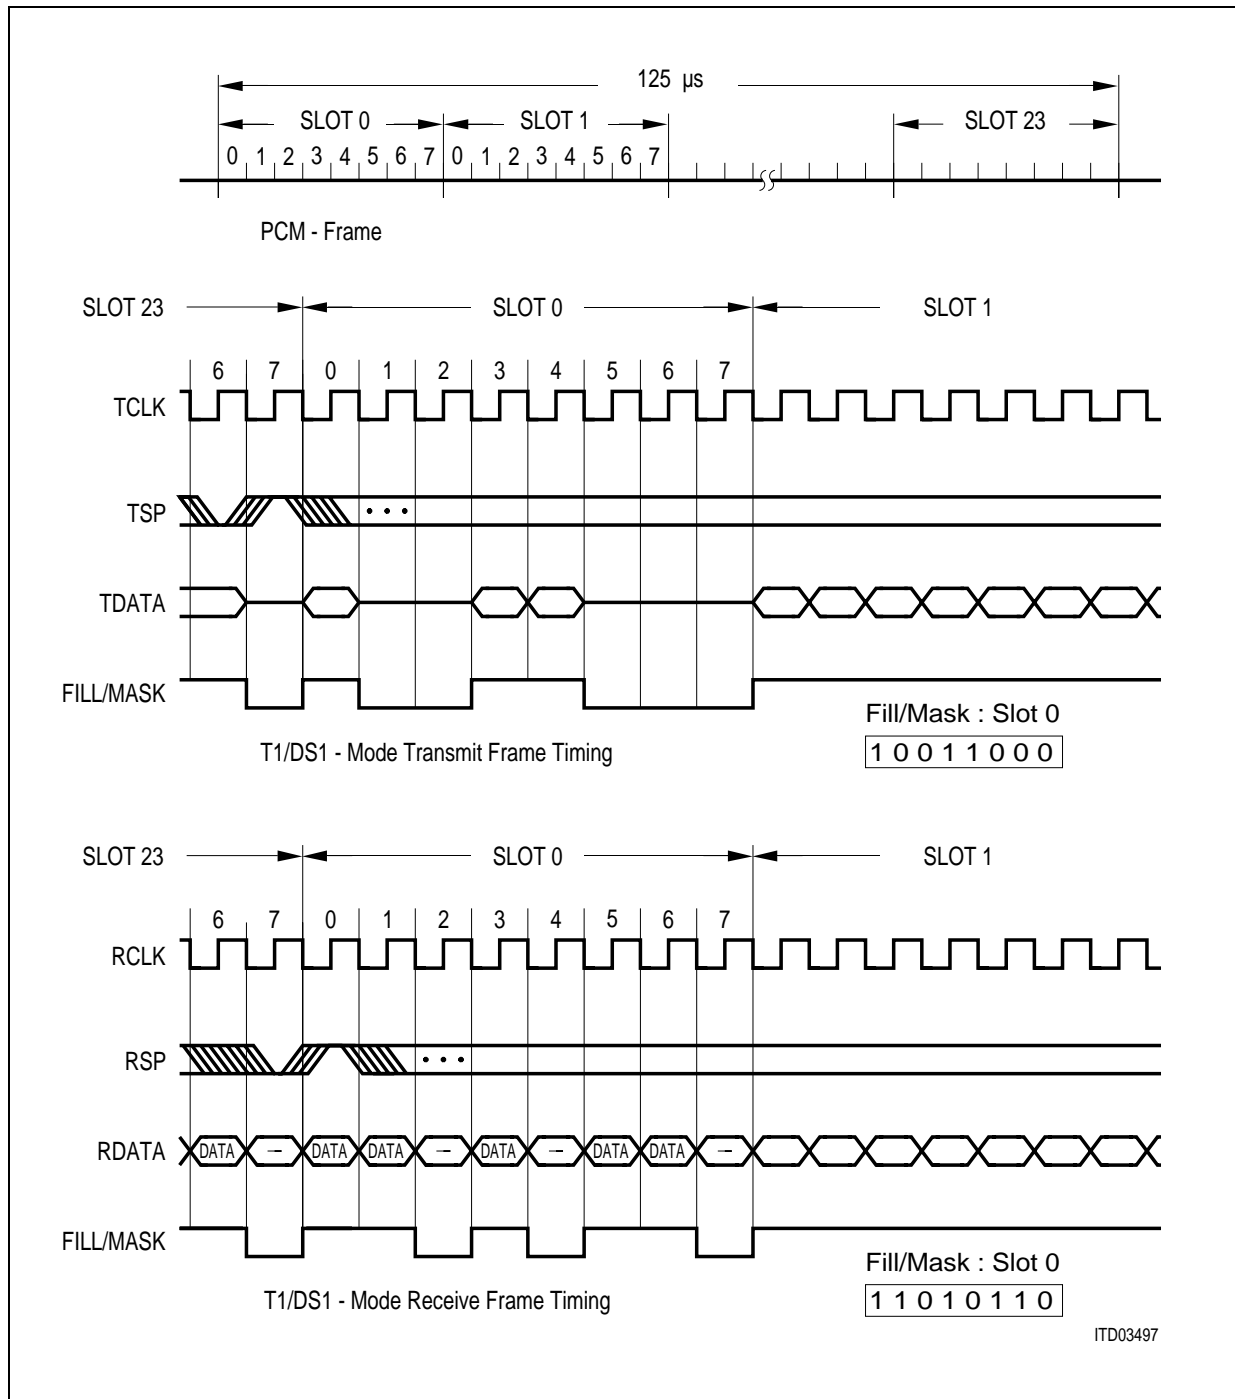 125 µs
SLOT 0 SLOT 1 SLOT 23
0 1 2 3 4 5 6 7 0 1 2 3 4 5 6 7
PCM - Frame
SLOT 23 SLOT 0 SLOT 1
6 7 0 1 2 3 4 5 6 7
TCLK
TSP
TDATA
FILL/MASK
Fill/Mask : Slot 0
T1/DS1 - Mode Transmit Frame Timing
1 0 0 1 1 0 0 0
SLOT 23 SLOT 0 SLOT 1
6 7 0 1 2 3 4 5 6 7
RCLK
RSP
RDATA DATA – DATA DATA – DATA – DATA DATA –
FILL/MASK
Fill/Mask : Slot 0
T1/DS1 - Mode Receive Frame Timing
1 1 0 1 0 1 1 0
ITD03497